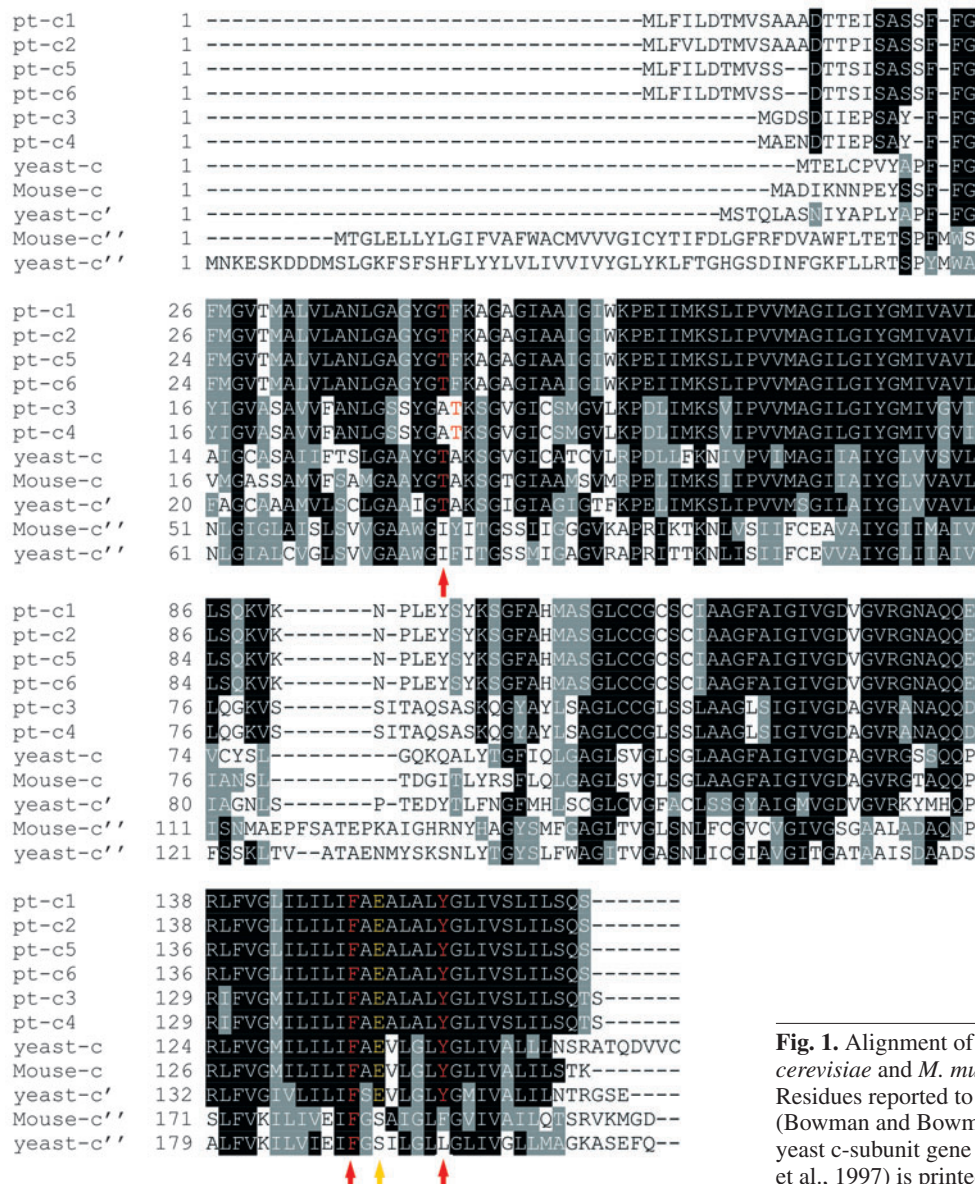 pt-c1 1 ----------------------------------MLFILDTMVSAAADTTEISASSF-FG
pt-c2 1 ----------------------------------MLFVLDTMVSAAADTTPISASSF-FG
pt-c5 1 ----------------------------------MLFILDTMVSS--DTTSISASSF-FG
pt-c6 1 ----------------------------------MLFILDTMVSS--DTTSISASSF-FG
pt-c3 1 -------------------------------------------MGDSDIIEPSAY-F-FG
pt-c4 1 -------------------------------------------MAENDTIEPSAY-F-FG
yeast-c 1 ----------------------------------------------MTELCPVYAPF-FG
Mouse-c 1 --------------------------------------------MADIKNNPEYSSF-FG
yeast-c' 1 ----------------------------------------MSTQLASNIYAPLYAPF-FG
Mouse-c'' 1 ----------MTGLELLYLGIFVAFWACMVVVGICYTIFDLGFRFDVAWFLTETSPFMWS
yeast-c'' 1 MNKESKDDDMSLGKFSFSHFLYYLVLIVVIVYGLYKLFTGHGSDINFGKFLLRTSPYMWA
pt-c1 26 FMGVTMALVLANLGAGYGTFKAGAGIAAIGIWKPEIIMKSLIPVVMAGILGIYGMIVAVL
pt-c2 26 FMGVTMALVLANLGAGYGTFKAGAGIAAIGIWKPEIIMKSLIPVVMAGILGIYGMIVAVL
pt-c5 24 FMGVTMALVLANLGAGYGTFKAGAGIAAIGIWKPEIIMKSLIPVVMAGILGIYGMIVAVL
pt-c6 24 FMGVTMALVLANLGAGYGTFKAGAGIAAIGIWKPEIIMKSLIPVVMAGILGIYGMIVAVL
pt-c3 16 YIGVASAVVFANLGSSYGATKSGVGICSMGVLKPDLIMKSVIPVVMAGILGIYGMIVGVI
pt-c4 16 YIGVASAVVFANLGSSYGATKSGVGICSMGVLKPDLIMKSVIPVVMAGILGIYGMIVGVI
yeast-c 14 AIGCASAIIFTSLGAAYGTAKSGVGICATCVLRPDLLFKNIVPVIMAGIIAIYGLVVSVL
Mouse-c 16 VMGASSAMVFSAMGAAYGTAKSGTGIAAMSVMRPELIMKSIIPVVMAGIIAIYGLVVAVL
yeast-c' 20 FAGCAAAMVLSCLGAAIGTAKSGIGIAGIGTFKPELIMKSLIPVVMSGILAIYGLVVAVL
Mouse-c'' 51 NLGIGLAISLSVVGAAWGIYITGSSIIGGGVKAPRIKTKNLVSIIFCEAVAIYGIIMAIV
yeast-c'' 61 NLGIALCVGLSVVGAAWGIFITGSSMIGAGVRAPRITTKNLISIIFCEVVAIYGLIIAIV
pt-c1 86 LSQKVK-------N-PLEYSYKSGFAHMASGLCCGCSCIAAGFAIGIVGDVGVRGNAQQE
pt-c2 86 LSQKVK-------N-PLEYSYKSGFAHMASGLCCGCSCIAAGFAIGIVGDVGVRGNAQQE
pt-c5 84 LSQKVK-------N-PLEYSYKSGFAHMASGLCCGCSCIAAGFAIGIVGDVGVRGNAQQE
pt-c6 84 LSQKVK-------N-PLEYSYKSGFAHMASGLCCGCSCIAAGFAIGIVGDVGVRGNAQQE
pt-c3 76 LQGKVS-------SITAQSASKQGYAYLSAGLCCGLSSLAAGLSIGIVGDVGVRANAQQD
pt-c4 76 LQGKVS-------SITAQSASKQGYAYLSAGLCCGLSSLAAGLSIGIVGDVGVRANAQQD
yeast-c 74 VCYSL----------GQKQALYTGFIQLGAGLSVGLSGLAAGFAIGIVGDAGVRGSSQQP
Mouse-c 76 IANSL----------TDGITLYRSFLQLGAGLSVGLSGLAAGFAIGIVGDAGVRGTAQQP
yeast-c' 80 IAGNLS-------P-TEDYTLFNGFMHLSCGLCVGFACLSSGYAIGMVGDVGVRKYMHQP
Mouse-c'' 111 ISNMAEPFSATEPKAIGHRNYHAGYSMFGAGLTVGLSNLFCGVCVGIVGSGAALADAQNP
yeast-c'' 121 FSSKLTV--ATAENMYSKSNLYTGYSLFWAGITVGASNLICGIAVGITGATAAISDAADS
pt-c1 138 RLFVGLILILIFAEALALYGLIVSLILSQS------
pt-c2 138 RLFVGLILILIFAEALALYGLIVSLILSQS------
pt-c5 136 RLFVGLILILIFAEALALYGLIVSLILSQS------
pt-c6 136 RLFVGLILILIFAEALALYGLIVSLILSQS------
pt-c3 129 RIFVGMILILIFAEALALYGLIVSLILSQTS-----
pt-c4 129 RIFVGMILILIFAEALALYGLIVSLILSQTS-----
yeast-c 124 RLFVGMILILIFAEVLGLYGLIVALLLNSRATQDVVC
Mouse-c 126 RLFVGMILILIFAEVLGLYGLIVALILSTK------
yeast-c' 132 RLFVGIVLILIFSEVLGLYGMIVALILNTRGSE---
Mouse-c'' 171 SLFVKILIVEIFGSAIGLFGVIVAILQTSRVKMGD-
yeast-c'' 179 ALFVKILVIEIFGSILGLLGLIVGLLMAGKASEFQ-
Fig. 1. Alignment of
cerevisiae and M. mu
Residues reported to
(Bowman and Bowm
yeast c-subunit gene
et al., 1997) is printe